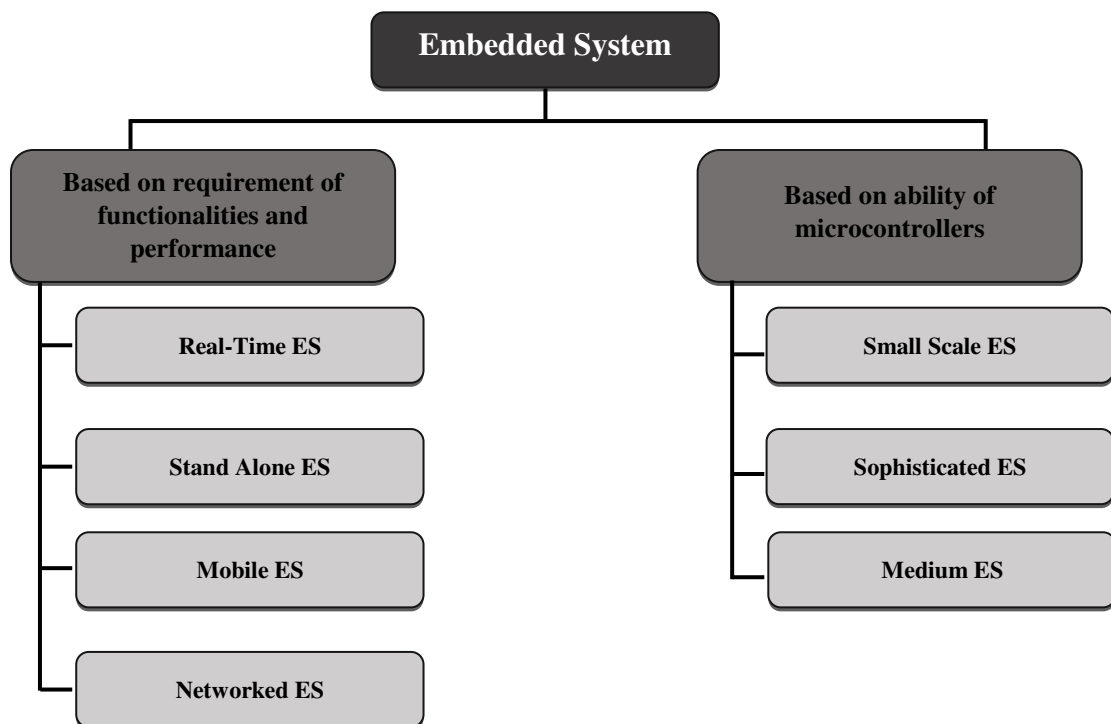 Embedded System
Based on requirement of
functionalities and
performance
Real-Time ES
Stand Alone ES
Mobile ES
Networked ES
Based on ability of
microcontrollers
Small Scale ES
Sophisticated ES
Medium ES